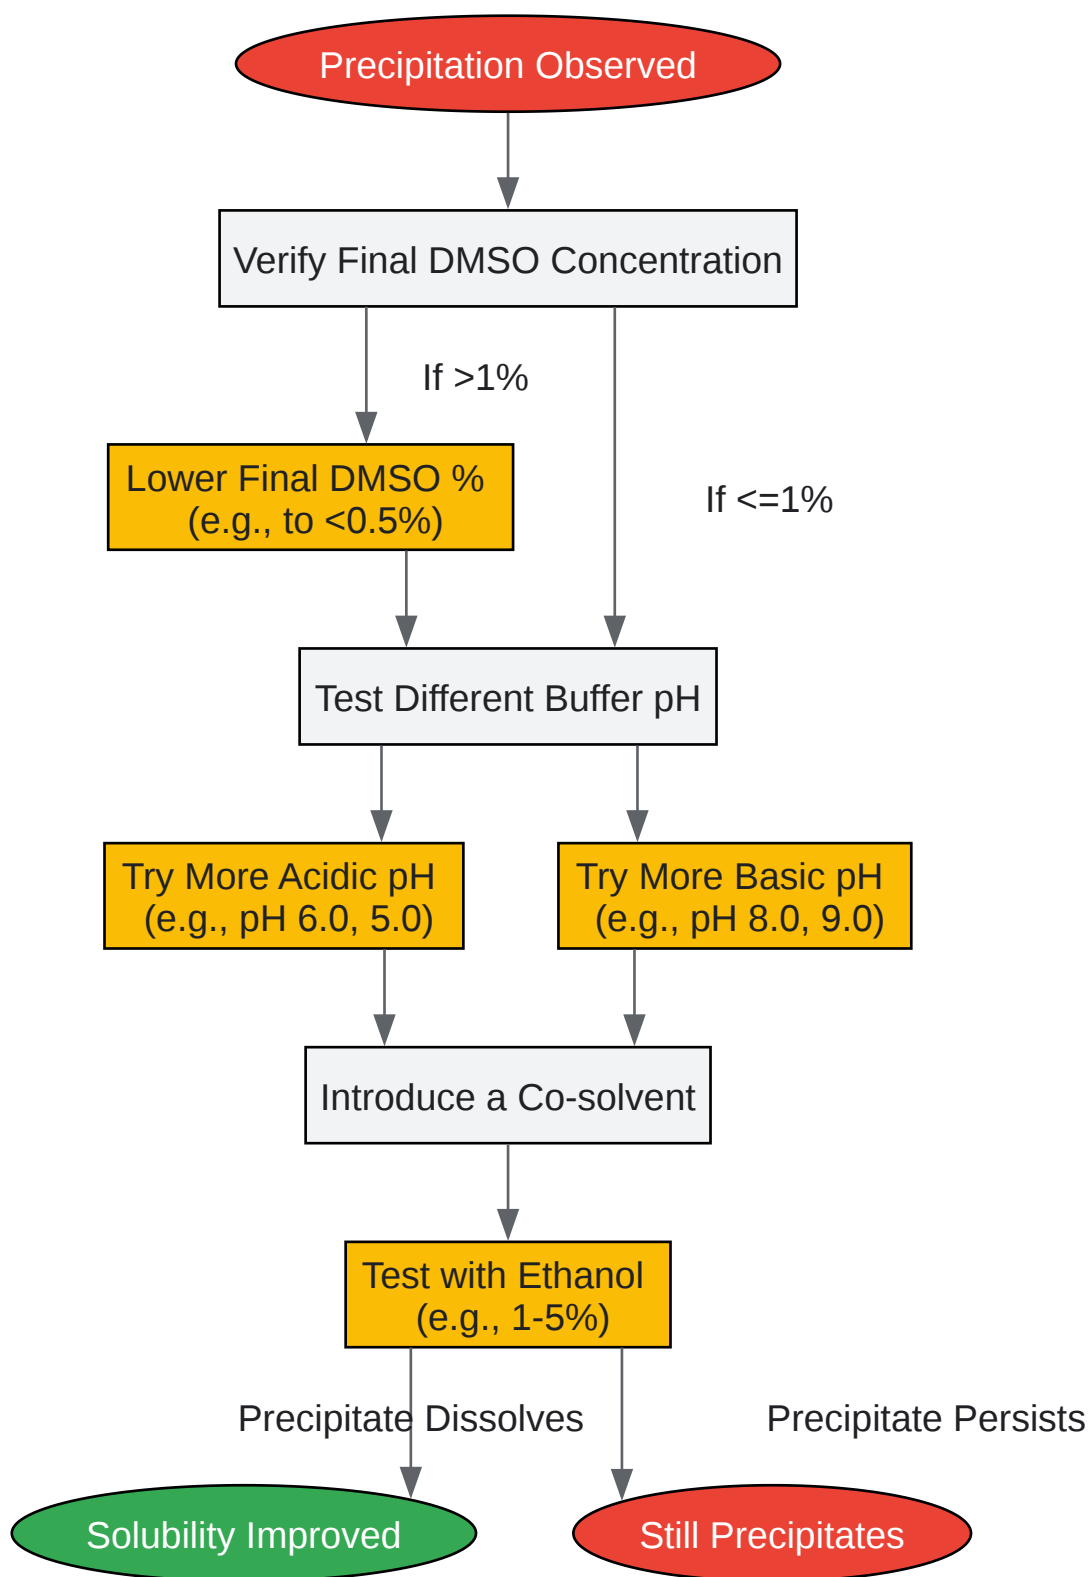 Precipitation Observed
Verify Final DMSO Concentration
If >1%
Lower Final DMSO %
(e.g., to <0.5%)
If <=1%
Test Different Buffer pH
Try More Acidic pH
(e.g., pH 6.0, 5.0)
Try More Basic pH
(e.g., pH 8.0, 9.0)
Introduce a Co-solvent
Test with Ethanol
(e.g., 1-5%)
Precipitate Dissolves
Precipitate Persists
Solubility Improved
Still Precipitates